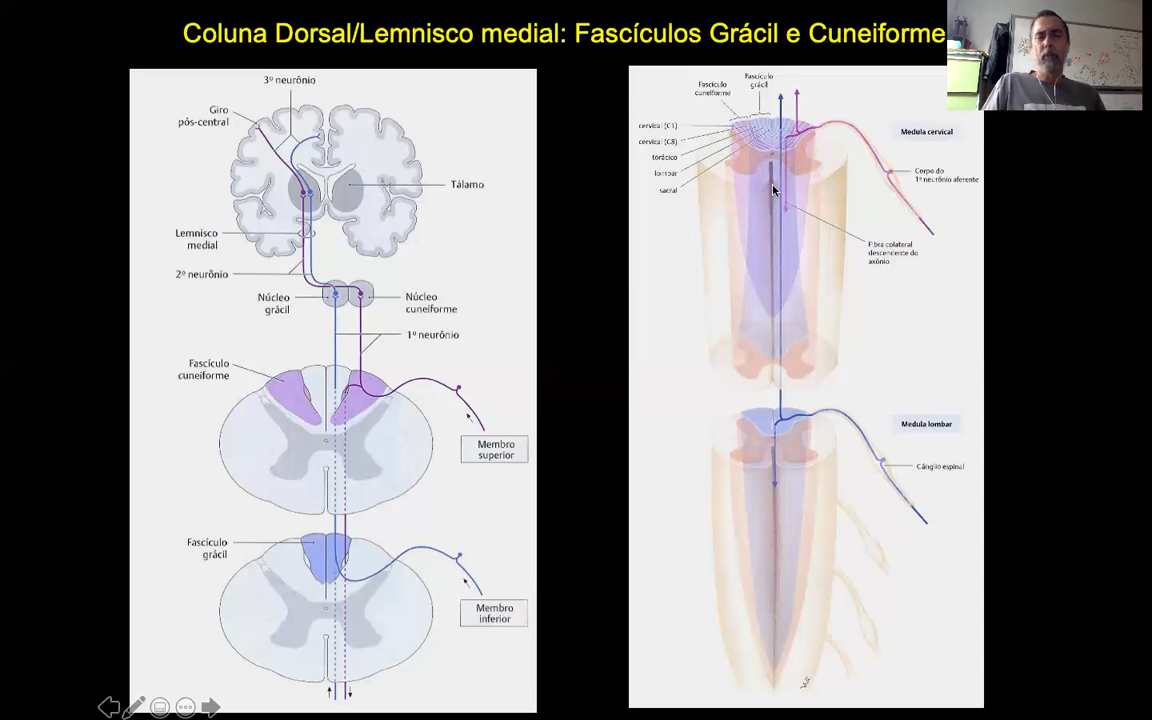 Coluna Dorsal/Lemnisco medial: Fascículos Grácil e Cuneiforme
3º neurônio
Giro
pós-central
Tálamo
Lemnisco
medial
2º neurônio
Núcleo
grácil
Núcleo
cuneiforme
1º neurônio
Fascículo
cuneiforme
Membro
superior
Fascículo
grácil
Membro
inferior
Fascículo
cuneiforme
Fascículo
grácil
cervical (C1)
cervical (C8)
torácico
lombar
sacral
Medula cervical
Corpo do
1º neurônio aferente
Fibra colateral
descendente do
axônio
Medula lombar
Gânglio espinal